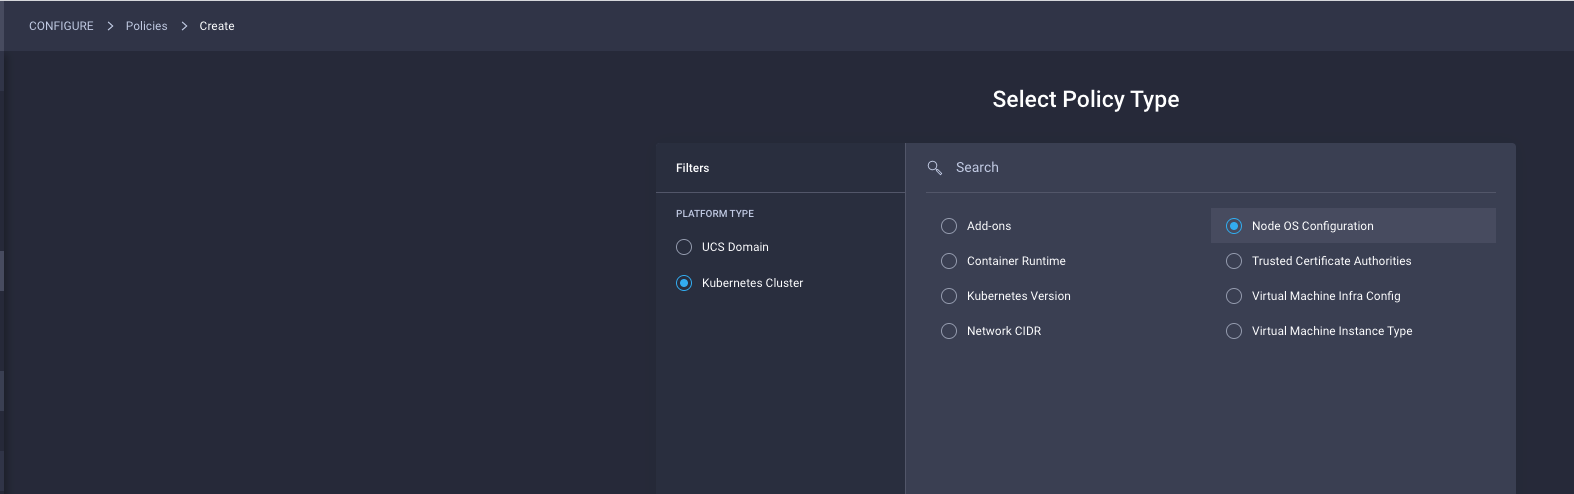 CONFIGURE > Policies > Create
Select Policy Type
Filters
PLATFORM TYPE
UCS Domain
Kubernetes Cluster
Search
Add-ons
Container Runtime
Kubernetes Version
Network CIDR
Node OS Configuration
Trusted Certificate Authorities
Virtual Machine Infra Config
Virtual Machine Instance Type